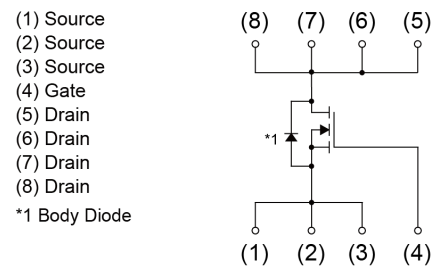 (1) Source
(2) Source
(3) Source
(4) Gate
(5) Drain
(6) Drain
(7) Drain
(8) Drain
*1 Body Diode
(8) (7) (6) (5)
*1
(1) (2) (3) (4)